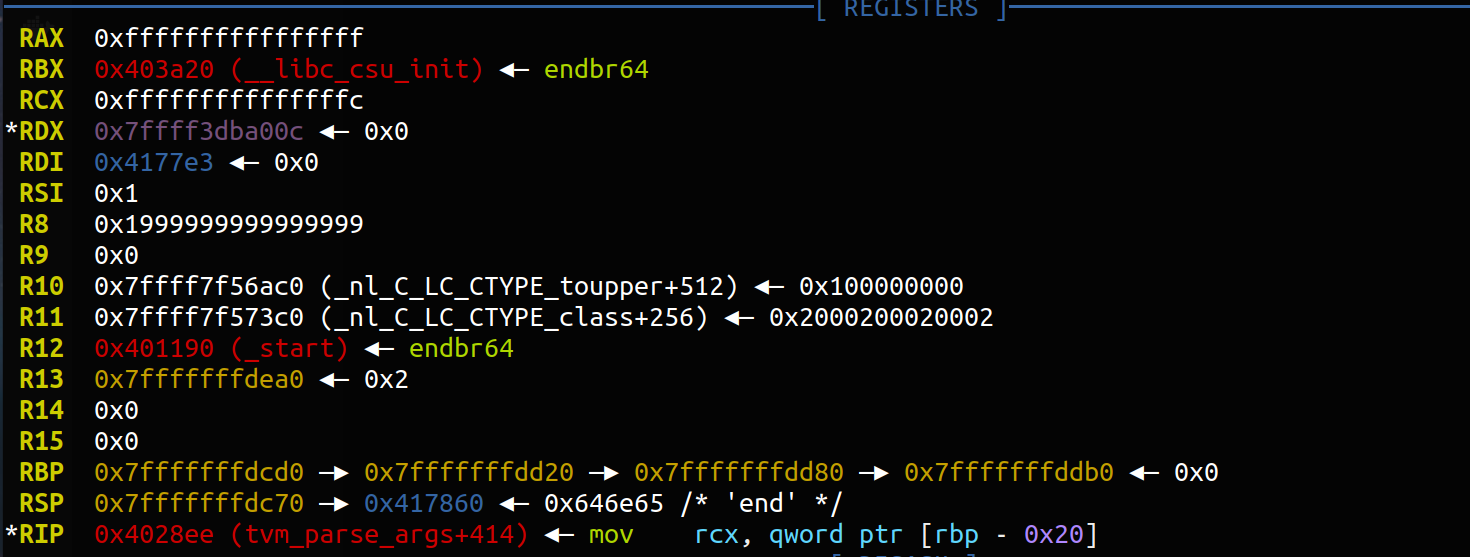 [ REGISTERS ]
RAX 0xffffffffffffffff
RBX 0x403a20 (__libc_csu_init) ◂— endbr64
RCX 0xfffffffffffffffc
*RDX 0x7ffff3dba00c ◂— 0x0
RDI 0x4177e3 ◂— 0x0
RSI 0x1
R8 0x1999999999999999
R9 0x0
R10 0x7ffff7f56ac0 (_nl_C_LC_CTYPE_toupper+512) ◂— 0x100000000
R11 0x7ffff7f573c0 (_nl_C_LC_CTYPE_class+256) ◂— 0x2000200020002
R12 0x401190 (_start) ◂— endbr64
R13 0x7fffffffdea0 ◂— 0x2
R14 0x0
R15 0x0
RBP 0x7fffffffdcd0 —▸ 0x7fffffffdd20 —▸ 0x7fffffffdd80 —▸ 0x7fffffffddb0 ◂— 0x0
RSP 0x7fffffffdc70 —▸ 0x417860 ◂— 0x646e65 /* 'end' */
*RIP 0x4028ee (tvm_parse_args+414) ◂— mov rcx, qword ptr [rbp - 0x20]